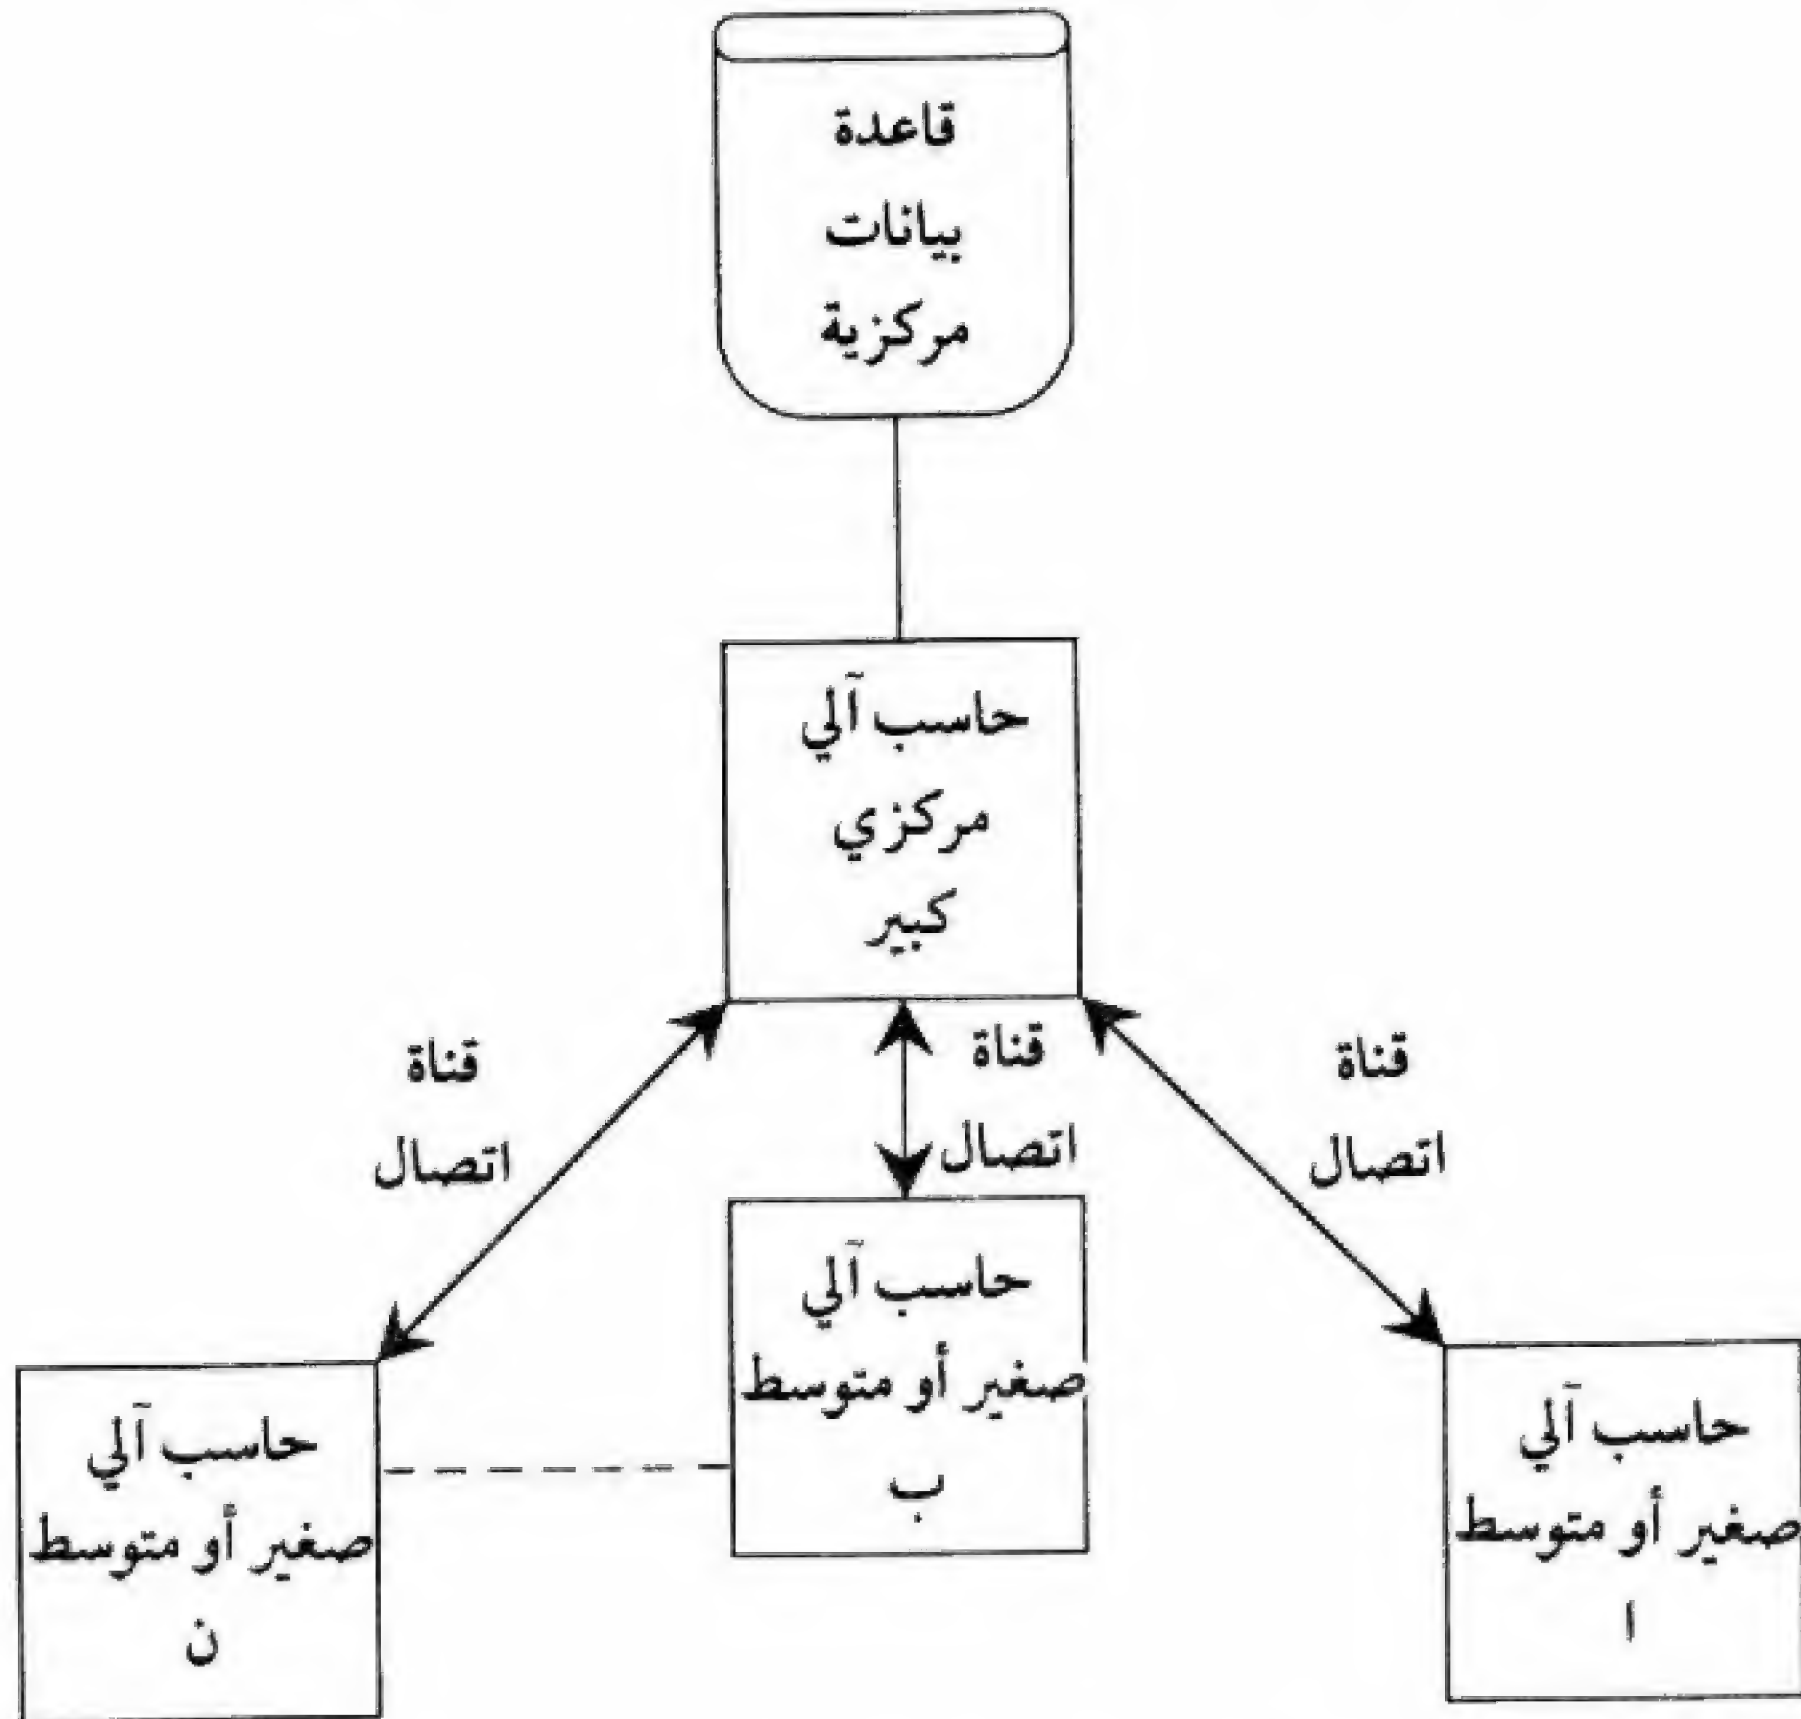 قاعدة
بيانات
مركزية
حاسب آلي
مركزي
كبير
قناة
اتصال
قناة
اتصال
قناة
اتصال
حاسب آلي
صغير أو متوسط
ا
حاسب آلي
صغير أو متوسط
ب
حاسب آلي
صغير أو متوسط
ن